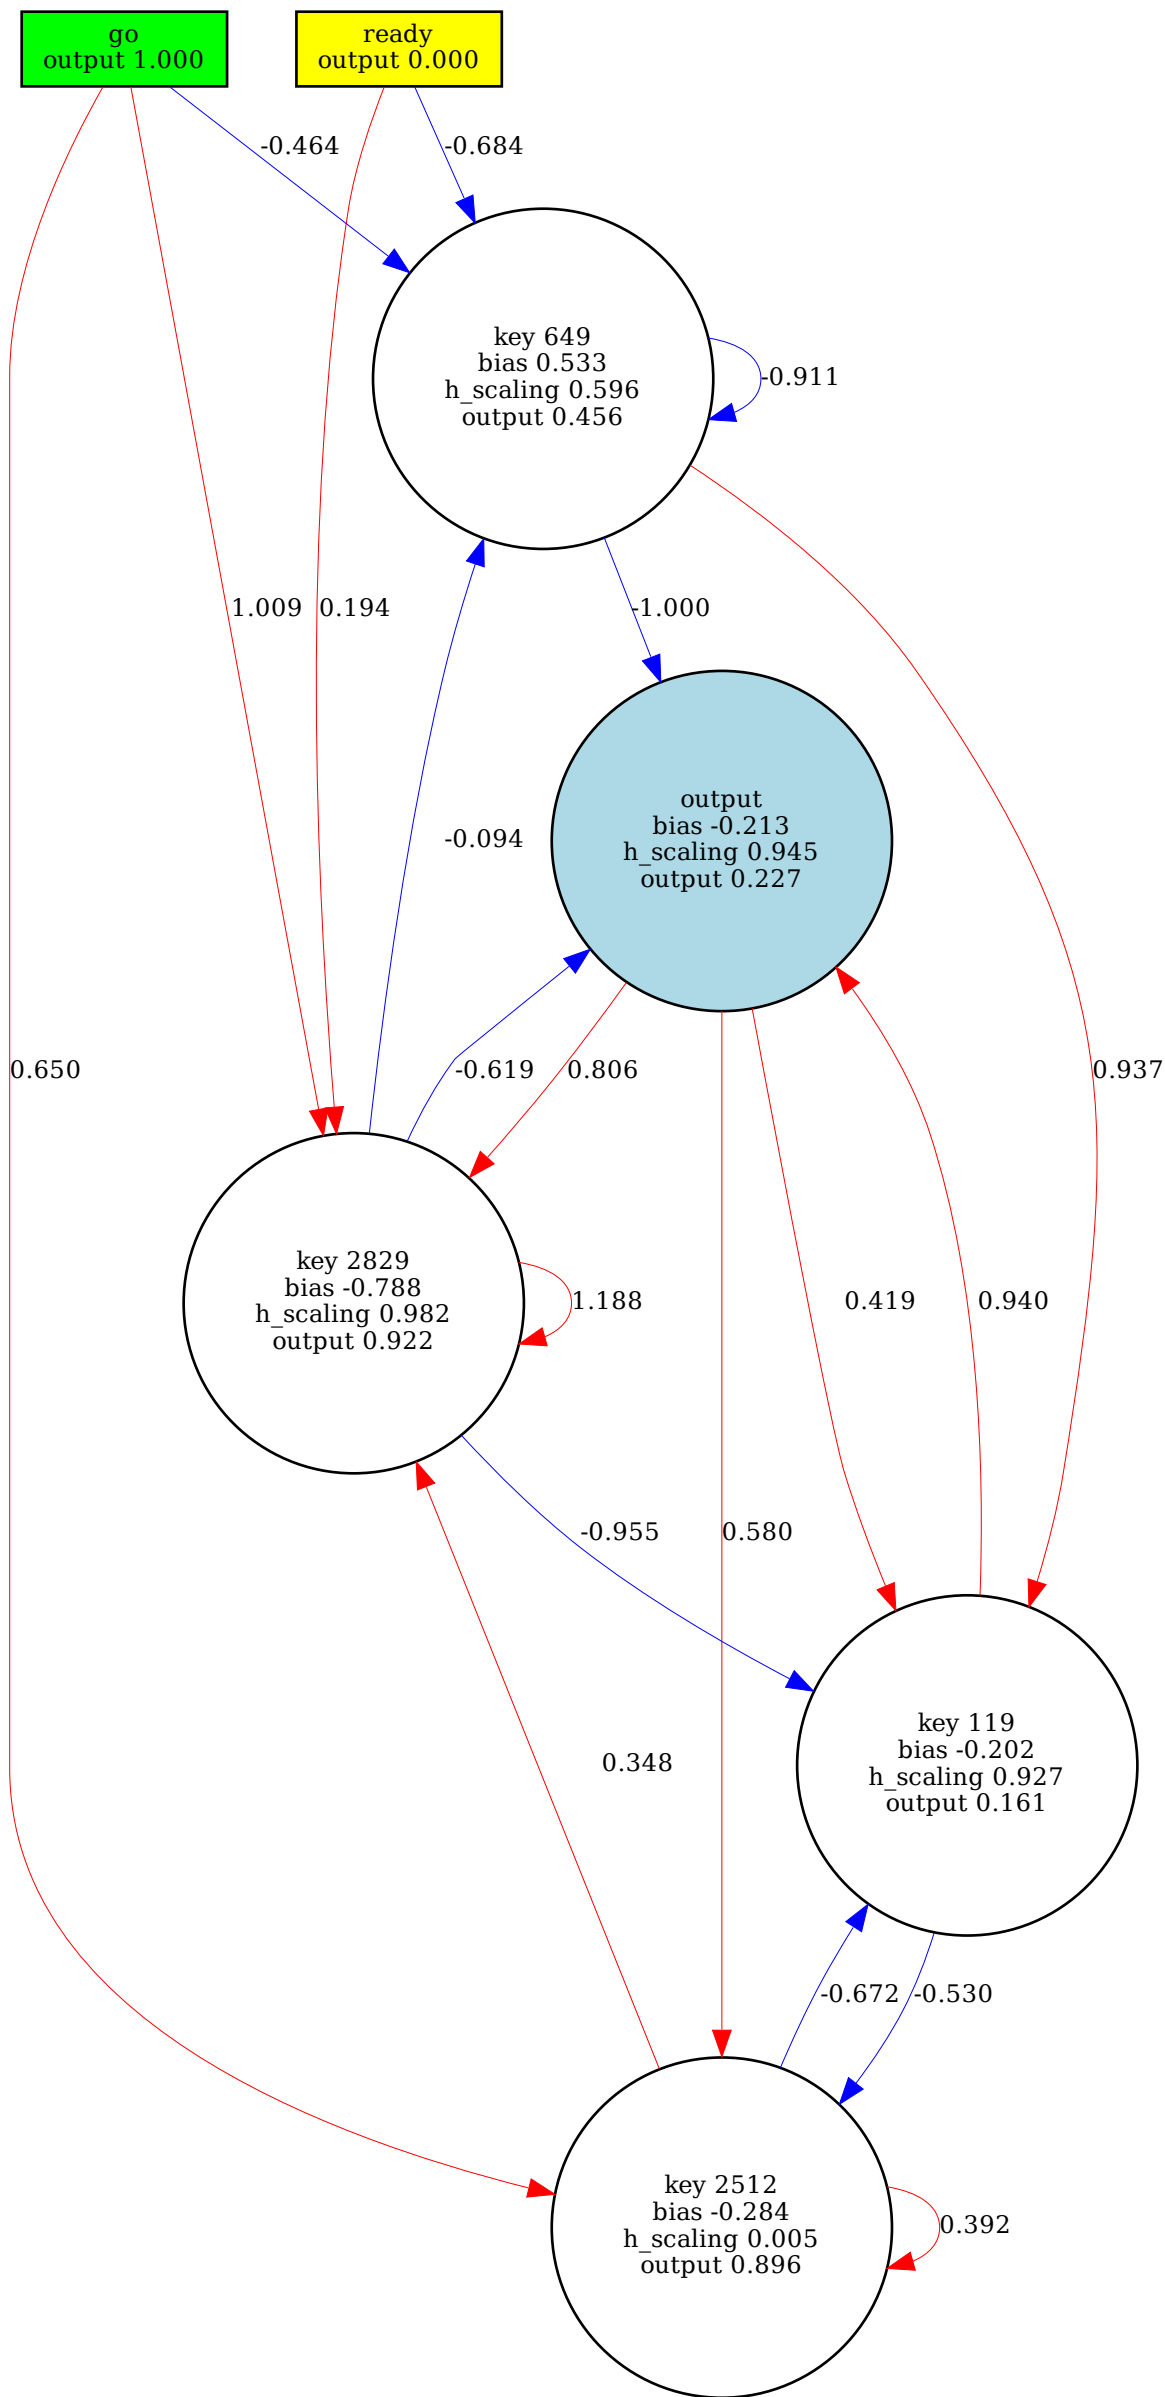 go
output 1.000
ready
output 0.000
-0.464
-0.684
key 649
bias 0.533
h_scaling 0.596
output 0.456
-0.911
1.009
0.194
-1.000
output
bias -0.213
h_scaling 0.945
output 0.227
-0.094
0.650
-0.619
0.806
0.937
key 2829
bias -0.788
h_scaling 0.982
output 0.922
1.188
0.419
0.940
-0.955
0.580
key 119
bias -0.202
h_scaling 0.927
output 0.161
0.348
-0.672
-0.530
key 2512
bias -0.284
h_scaling 0.005
output 0.896
0.392